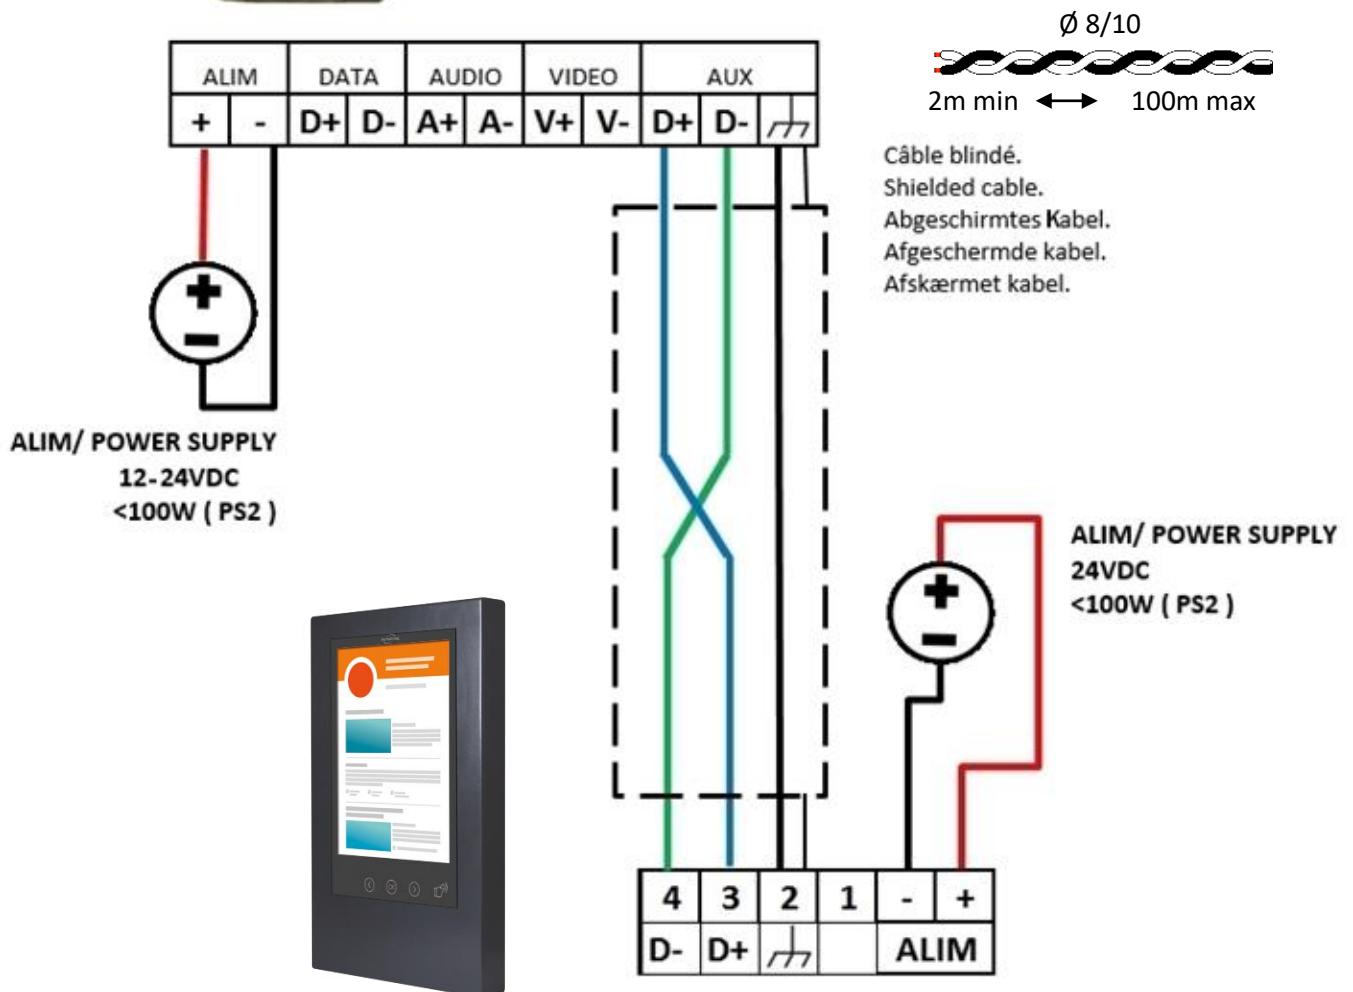 Ø 8/10
ALIM DATA AUDIO VIDEO AUX
+ - D+ D- A+ A- V+ V- D+ D-
2m min 100m max
Câble blindé.
Shielded cable.
Abgeschirmtes Kabel.
Afgeschermde kabel.
Afskærmet kabel.
ALIM/ POWER SUPPLY
12-24VDC
<100W ( PS2 )
ALIM/ POWER SUPPLY
24VDC
<100W ( PS2 )
4 3 2 1 - +
D- D+ ALIM